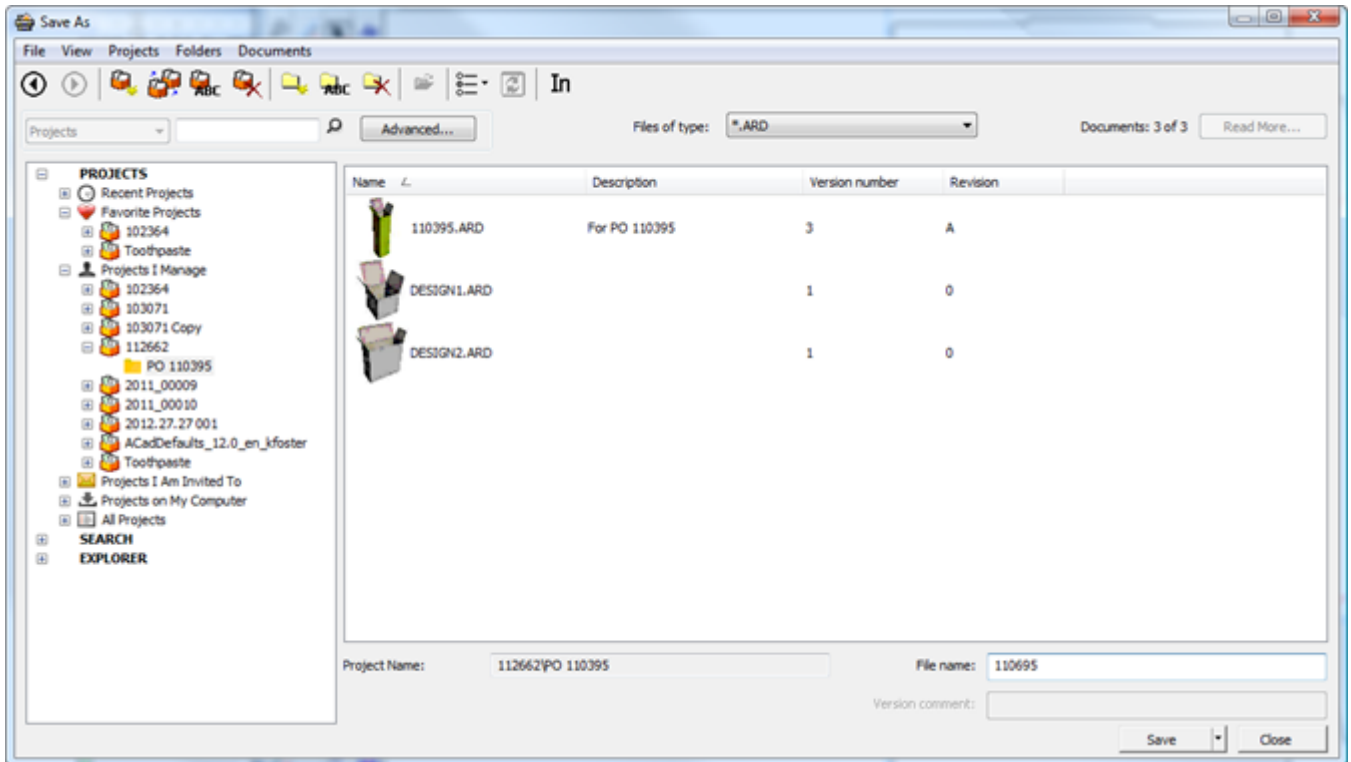 Save As
File View Projects Folders Documents
ABC ABC In
Projects Advanced... Files of type: *.ARD Documents: 3 of 3 Read More...
PROJECTS
Recent Projects
Favorite Projects
102364
Toothpaste
Projects I Manage
102364
103071
103071 Copy
112662
PO 110395
2011_00009
2011_00010
2012.27.27 001
ACadDefaults_12.0_en_kfoster
Toothpaste
Projects I Am Invited To
Projects on My Computer
All Projects
SEARCH
EXPLORER
Name Description Version number Revision
110395.ARD For PO 110395 3 A
DESIGN1.ARD 1 0
DESIGN2.ARD 1 0
Project Name: 112662\PO 110395 File name: 110695
Version comment:
Save Close